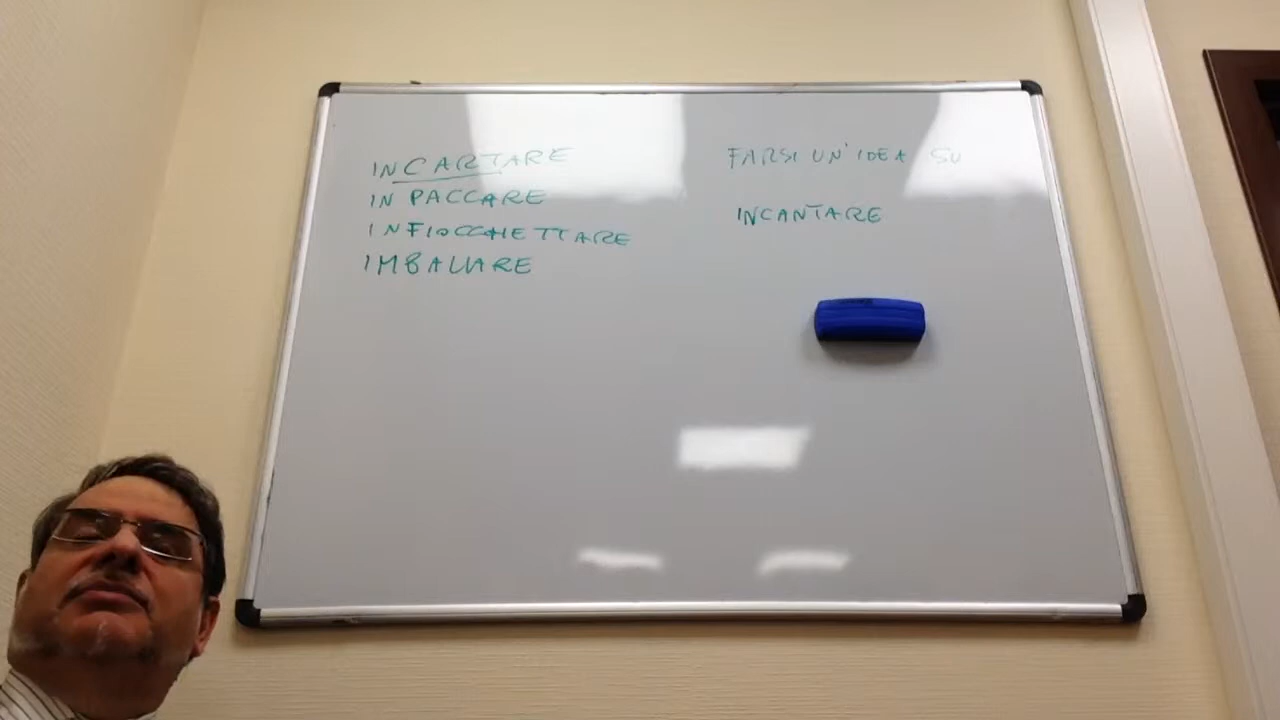 INCARTARE
IN PACCARE
INFIOCCHETTARE
IMBALLARE
FARSI UN'IDEA SU
INCANTARE